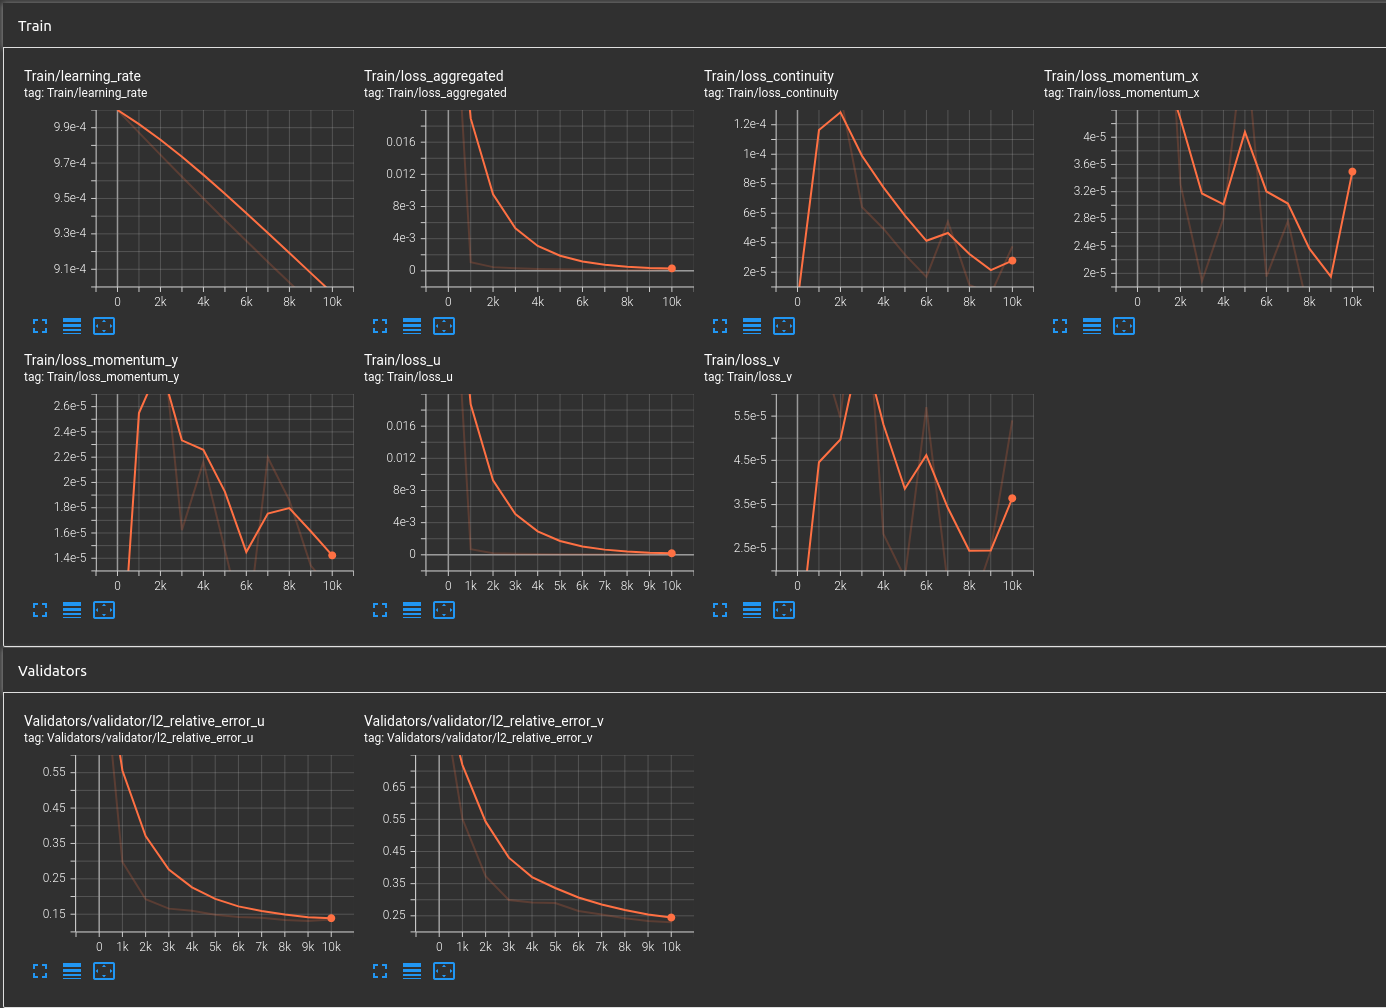 Train
Train/learning_rate
tag: Train/learning_rate
9.9e-4
9.7e-4
9.5e-4
9.3e-4
9.1e-4
0 2k 4k 6k 8k 10k
Train/loss_aggregated
tag: Train/loss_aggregated
0.016
0.012
8e-3
4e-3
0
0 2k 4k 6k 8k 10k
Train/loss_continuity
tag: Train/loss_continuity
1.2e-4
1e-4
8e-5
6e-5
4e-5
2e-5
0 2k 4k 6k 8k 10k
Train/loss_momentum_x
tag: Train/loss_momentum_x
4e-5
3.6e-5
3.2e-5
2.8e-5
2.4e-5
2e-5
0 2k 4k 6k 8k 10k
Train/loss_momentum_y
tag: Train/loss_momentum_y
2.6e-5
2.4e-5
2.2e-5
2e-5
1.8e-5
1.6e-5
1.4e-5
0 2k 4k 6k 8k 10k
Train/loss_u
tag: Train/loss_u
0.016
0.012
8e-3
4e-3
0
0 1k 2k 3k 4k 5k 6k 7k 8k 9k 10k
Train/loss_v
tag: Train/loss_v
5.5e-5
4.5e-5
3.5e-5
2.5e-5
0 2k 4k 6k 8k 10k
Validators
Validators/validator/l2_relative_error_u
tag: Validators/validator/l2_relative_error_u
0.55
0.45
0.35
0.25
0.15
0 1k 2k 3k 4k 5k 6k 7k 8k 9k 10k
Validators/validator/l2_relative_error_v
tag: Validators/validator/l2_relative_error_v
0.65
0.55
0.45
0.35
0.25
0 1k 2k 3k 4k 5k 6k 7k 8k 9k 10k